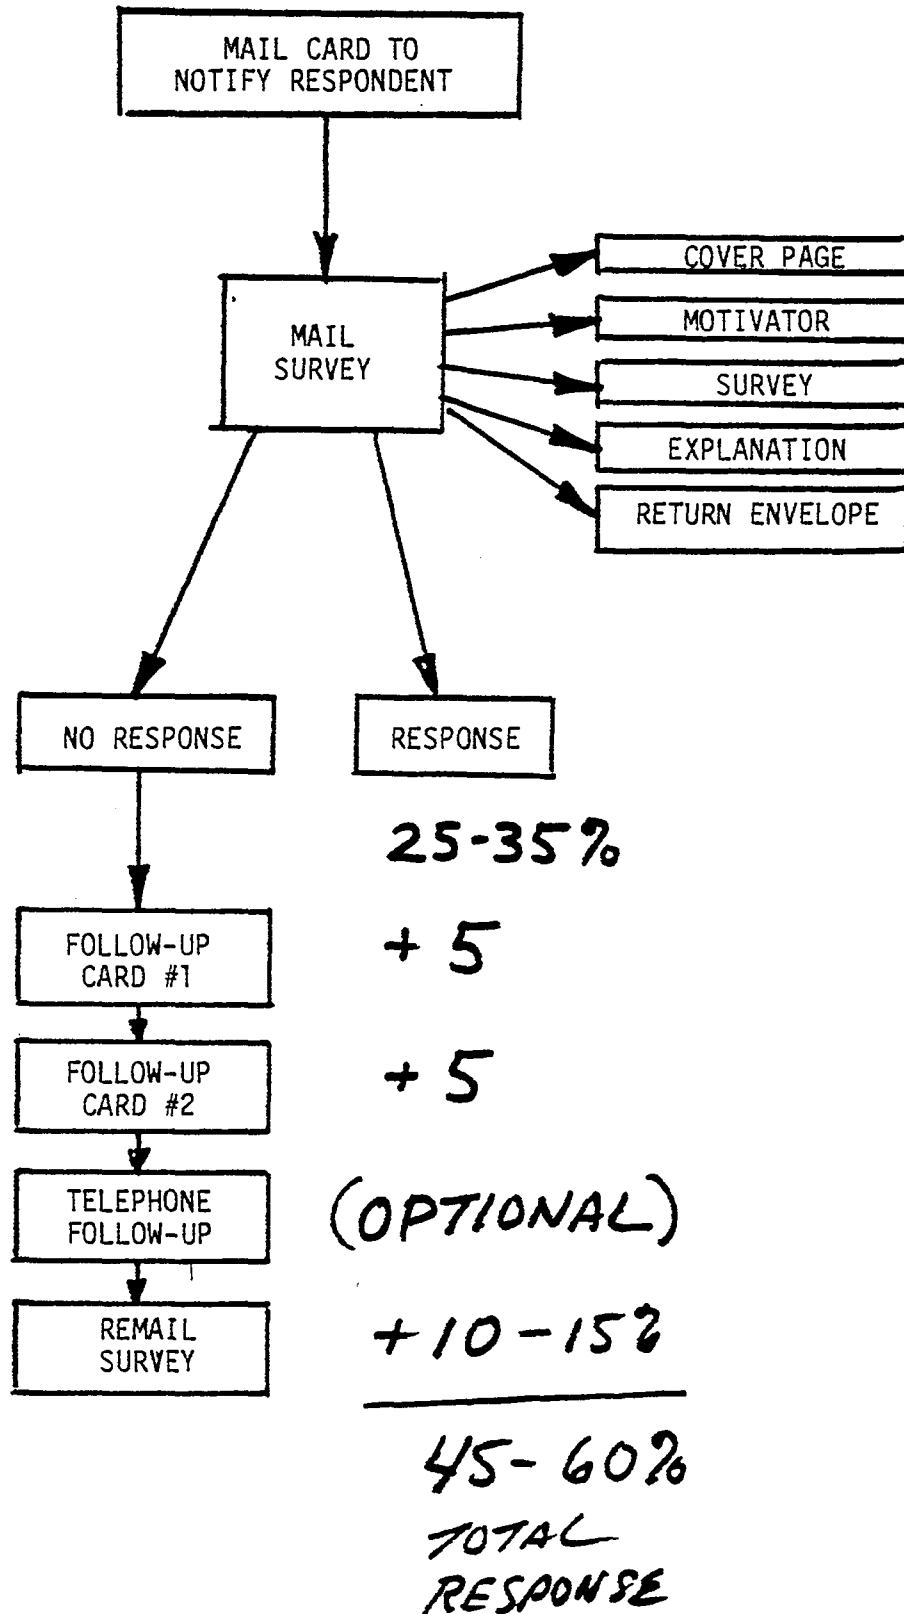 MAIL CARD TO
NOTIFY RESPONDENT
MAIL
SURVEY
COVER PAGE
MOTIVATOR
SURVEY
EXPLANATION
RETURN ENVELOPE
NO RESPONSE
RESPONSE
25-35%
FOLLOW-UP
CARD #1
+ 5
FOLLOW-UP
CARD #2
+ 5
TELEPHONE
FOLLOW-UP
(OPTIONAL)
REMAIL
SURVEY
+ 10 - 15%
45 - 60%
TOTAL
RESPONSE